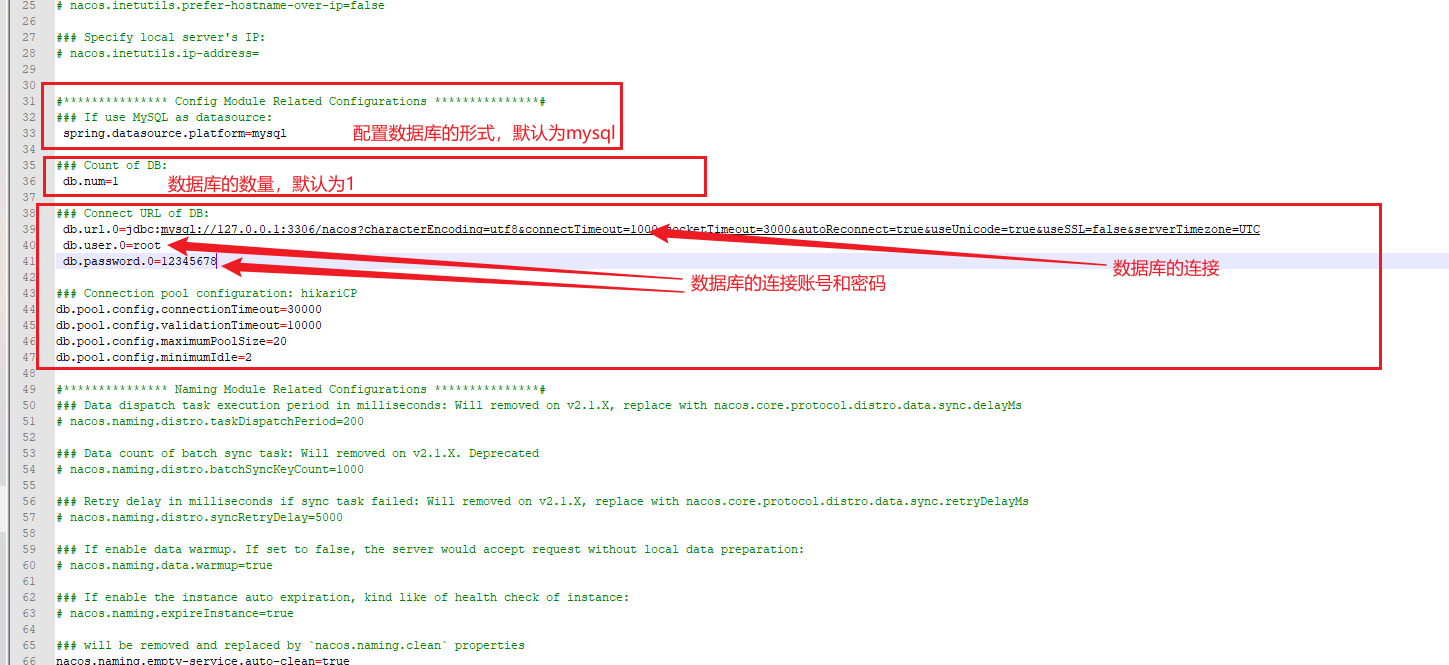 25 # nacos.inetutils.prefer-hostname-over-ip=false
26
27 ### Specify local server's IP:
28 # nacos.inetutils.ip-address=
29
30
31 #*************** Config Module Related Configurations ***************#
32 ### If use MySQL as datasource:
33 spring.datasource.platform=mysql 配置数据库的形式，默认为mysql
34
35 ### Count of DB:
36 db.num=1 数据库的数量，默认为1
37
38 ### Connect URL of DB:
39 db.url.0=jdbc:mysql://127.0.0.1:3306/nacos?characterEncoding=utf8&connectTimeout=1000 ocketTimeout=3000&autoReconnect=true&useUnicode=true&useSSL=false&serverTimezone=UTC
40 db.user.0=root
41 db.password.0=12345678
数据库的连接
数据库的连接账号和密码
42
43 ### Connection pool configuration: hikariCP
44 db.pool.config.connectionTimeout=30000
45 db.pool.config.validationTimeout=10000
46 db.pool.config.maximumPoolSize=20
47 db.pool.config.minimumIdle=2
48
49 #*************** Naming Module Related Configurations ***************#
50 ### Data dispatch task execution period in milliseconds: Will removed on v2.1.X, replace with nacos.core.protocol.distro.data.sync.delayMs
51 # nacos.naming.distro.taskDispatchPeriod=200
52
53 ### Data count of batch sync task: Will removed on v2.1.X. Deprecated
54 # nacos.naming.distro.batchSyncKeyCount=1000
55
56 ### Retry delay in milliseconds if sync task failed: Will removed on v2.1.X, replace with nacos.core.protocol.distro.data.sync.retryDelayMs
57 # nacos.naming.distro.syncRetryDelay=5000
58
59 ### If enable data warmup. If set to false, the server would accept request without local data preparation:
60 # nacos.naming.data.warmup=true
61
62 ### If enable the instance auto expiration, kind like of health check of instance:
63 # nacos.naming.expireInstance=true
64
65 ### will be removed and replaced by `nacos.naming.clean` properties
66 nacos.naming.empty-service.auto-clean=true